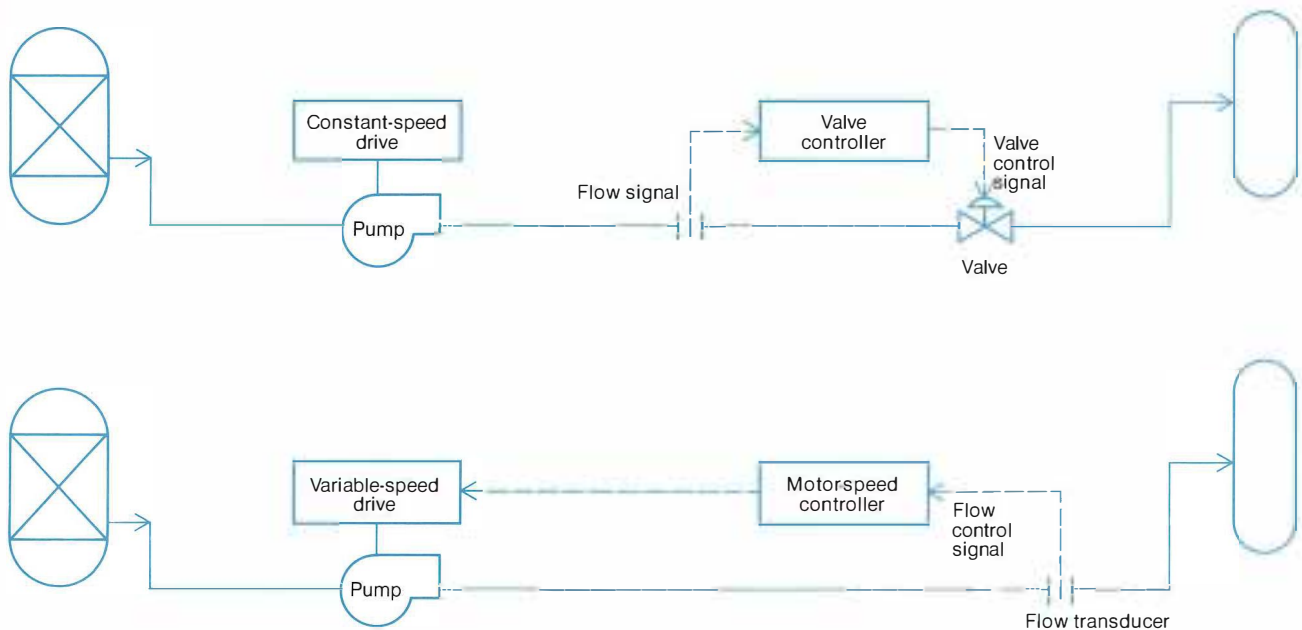 Constant-speed
drive
Pump
Flow signal
Valve
controller
Valve
control
signal
Valve
Variable-speed
drive
Pump
Motor-speed
controller
Flow
control
signal
Flow transducer